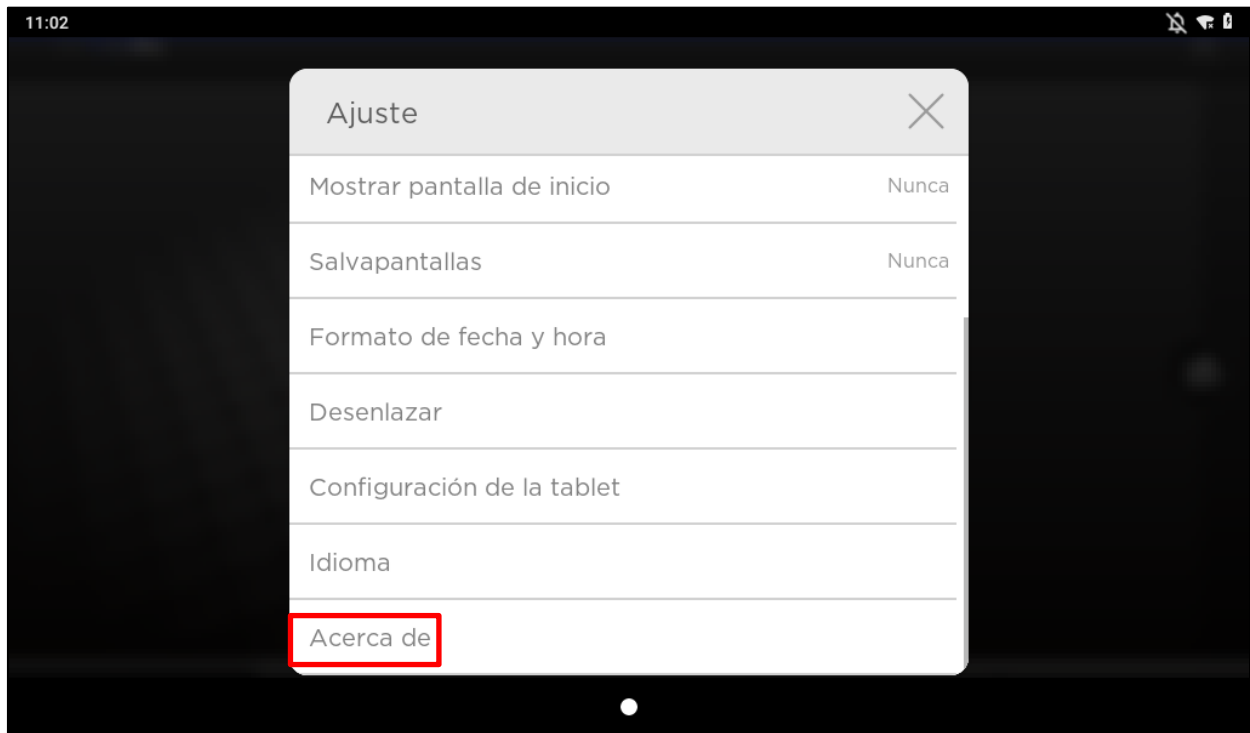 11:02
Ajuste
Mostrar pantalla de inicio Nunca
Salvapantallas Nunca
Formato de fecha y hora
Desenlazar
Configuración de la tablet
Idioma
Acerca de